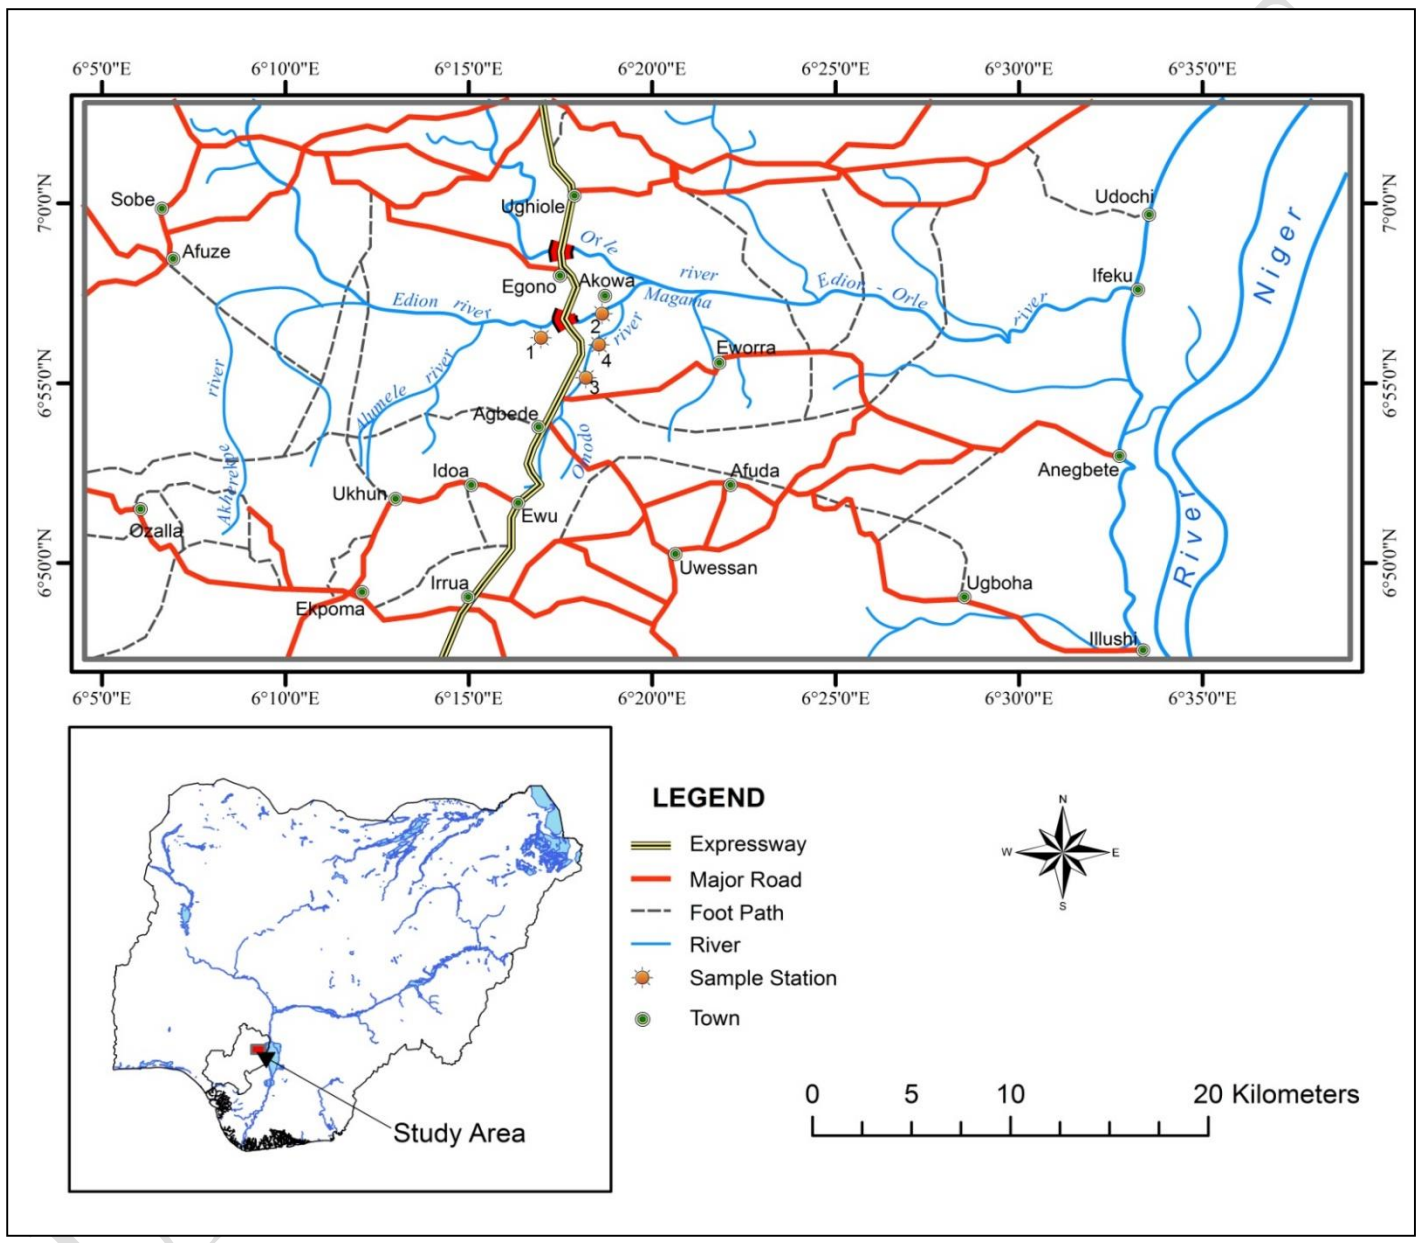 6°5'0"E 6°10'0"E 6°15'0"E 6°20'0"E 6°25'0"E 6°30'0"E 6°35'0"E
7°0'0"N
6°55'0"N
6°50'0"N
7°0'0"N
6°55'0"N
6°50'0"N
Sobe
Ughiole
Udochi
Afuze
Orle
river
Egono
Akowa
Ifeku
Niger
Edion river
Magama
river
Edion - Orle
river
1
2
3
4
Eworra
river
Alumele river
Agbede
Omodo
Akherekpe
Idoa
Afuda
Anegbete
Ukhun
Ozalla
Ewu
River
Uwessan
Irrua
Ugboha
Ekpoma
Illushi
6°5'0"E 6°10'0"E 6°15'0"E 6°20'0"E 6°25'0"E 6°30'0"E 6°35'0"E
Study Area
LEGEND
Expressway
Major Road
Foot Path
River
Sample Station
Town
N
W E
S
0 5 10 20 Kilometers